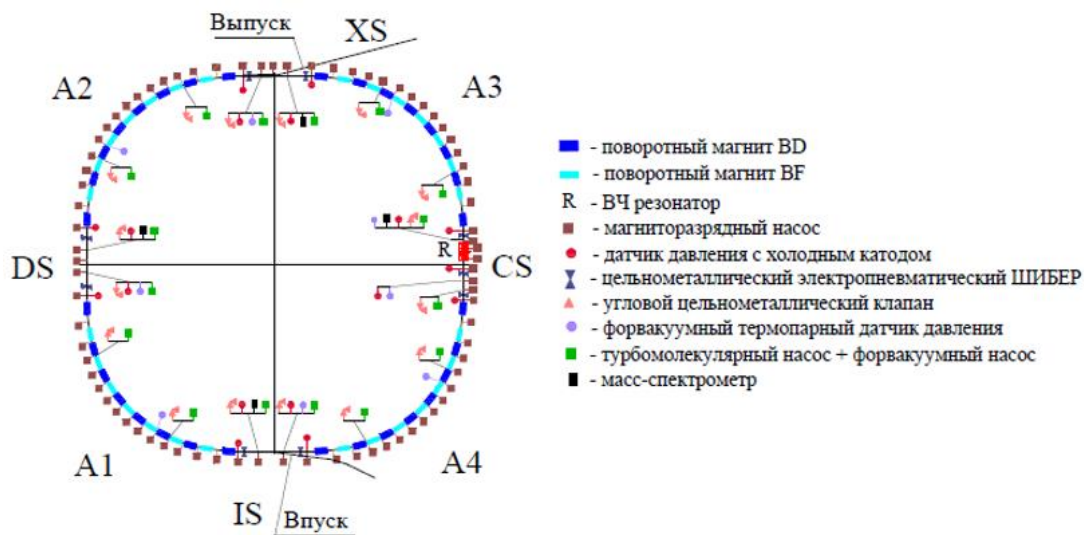 Выпуск
XS
A2
A3
R
DS
CS
A1
A4
IS
Впуск
- поворотный магнит BD
- поворотный магнит BF
R - ВЧ резонатор
- магниторазрядный насос
- датчик давления с холодным катодом
- цельнометаллический электропневматический ШИБЕР
- угловой цельнометаллический клапан
- форвакуумный термопарный датчик давления
- турбомолекулярный насос + форвакуумный насос
- масс-спектрометр